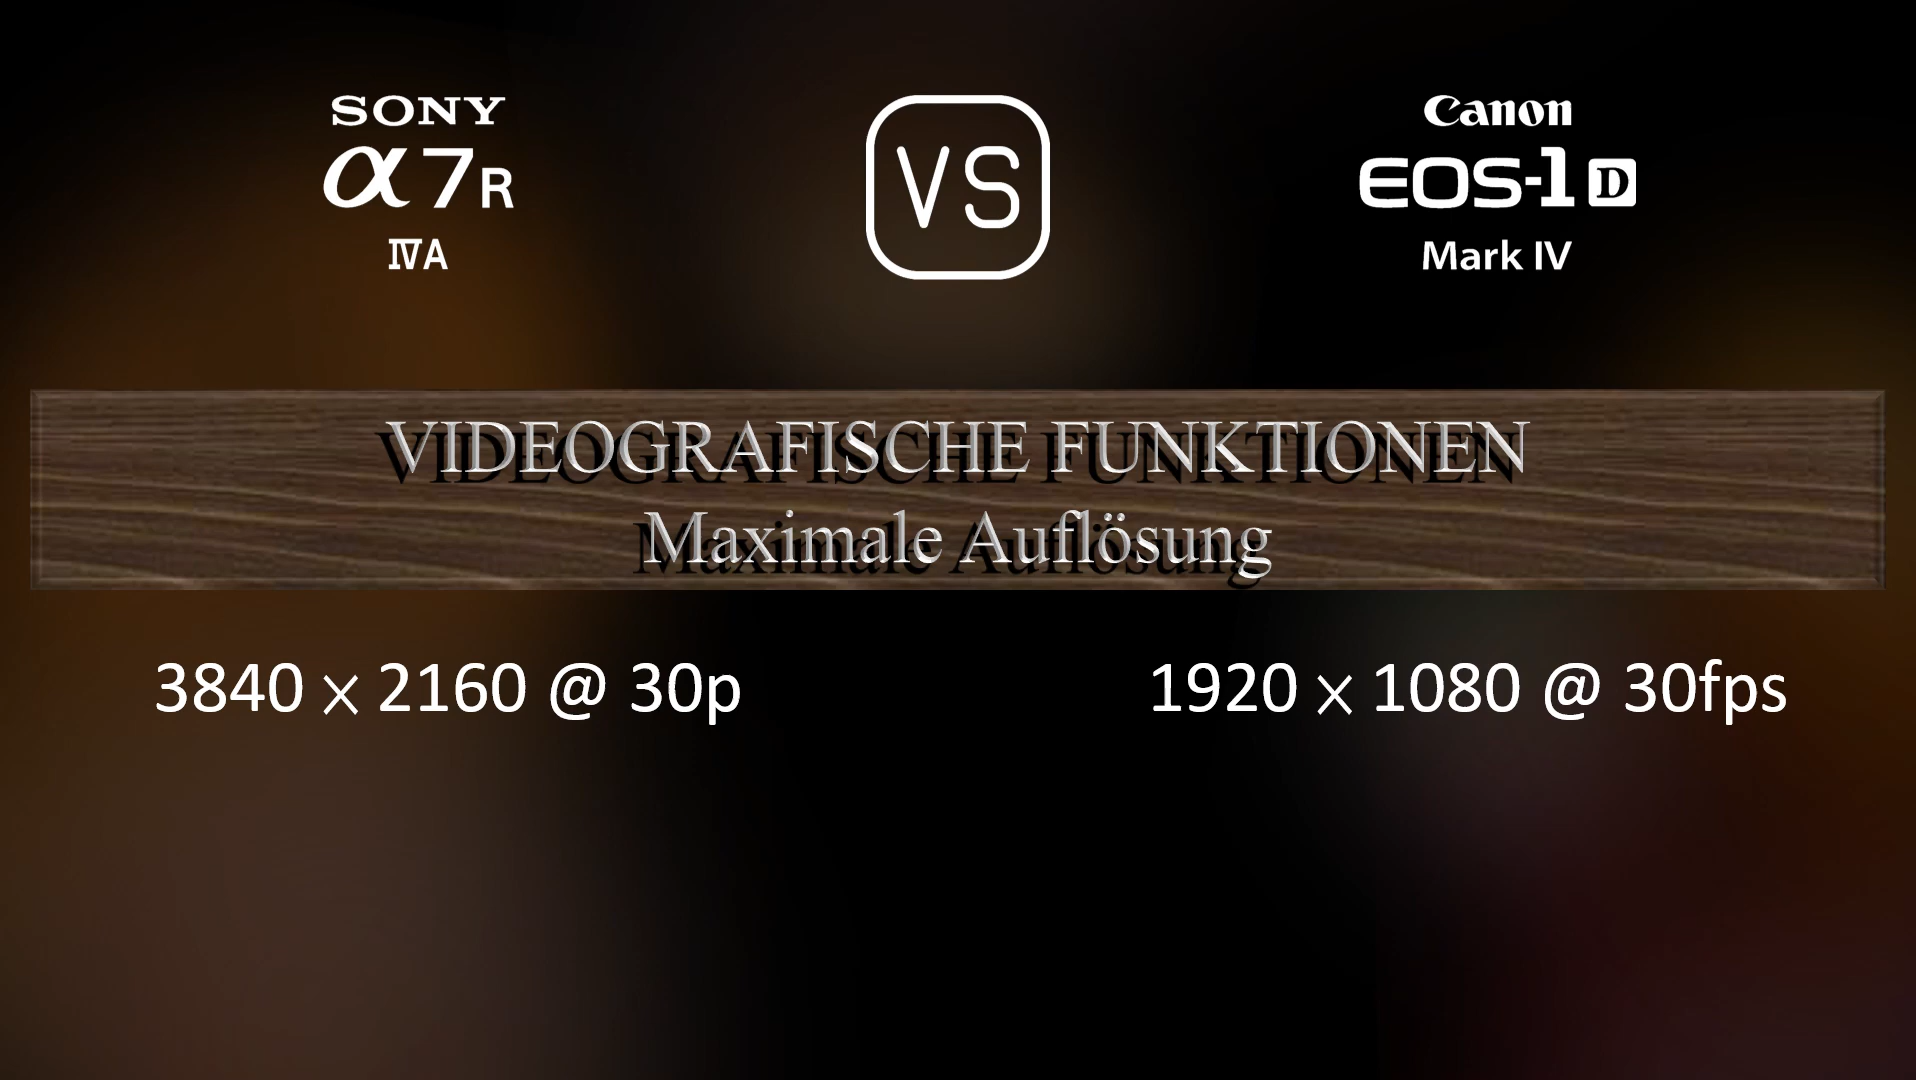 SONY
α7R
IVA
VS
Canon
EOS-1D
Mark IV
VIDEOGRAFISCHE FUNKTIONEN
Maximale Auflösung
3840 x 2160 @ 30p
1920 x 1080 @ 30fps